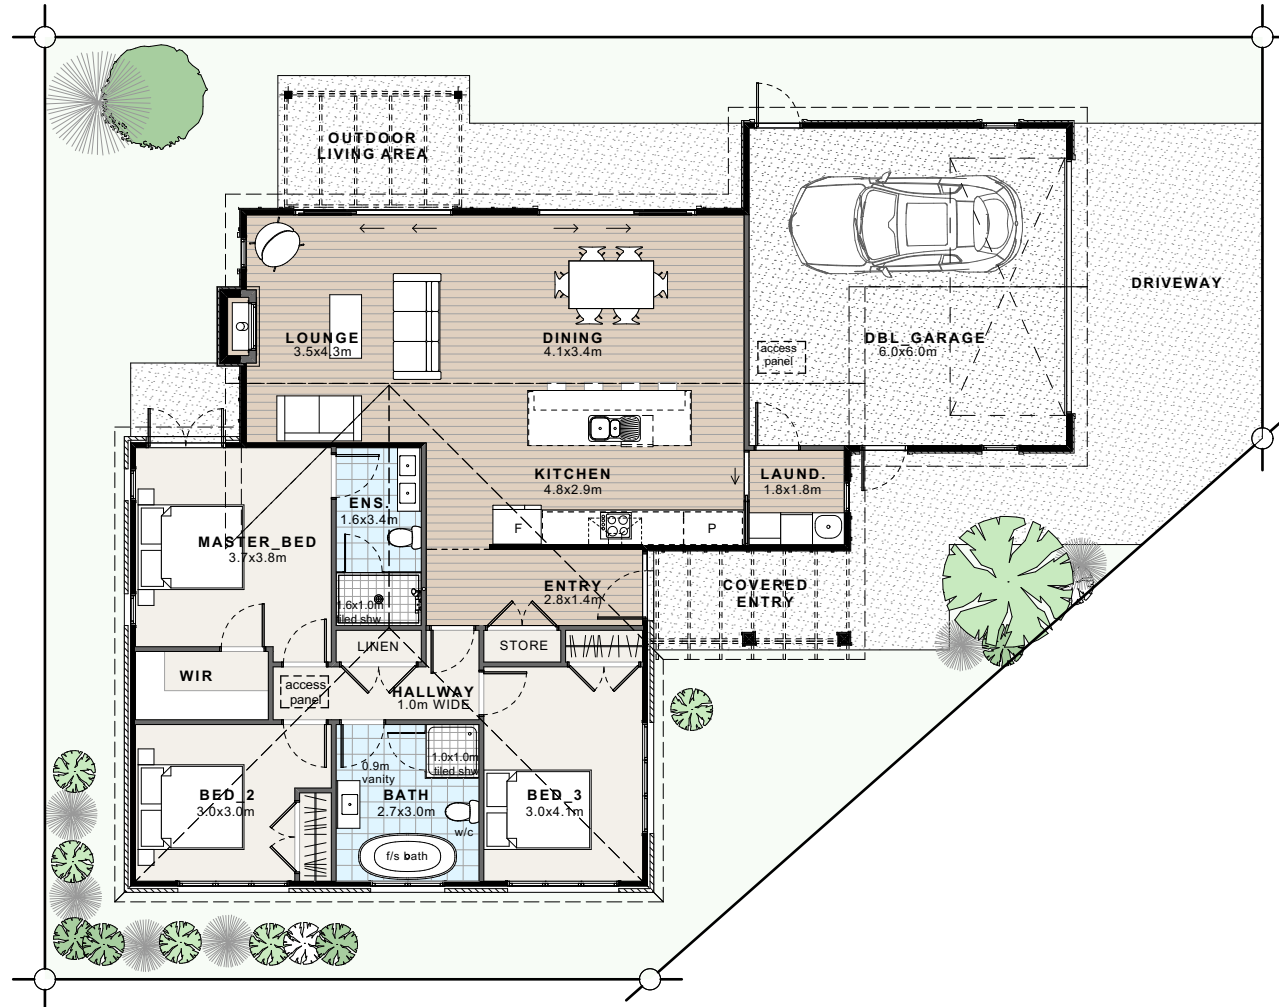 OUTDOOR
LIVING AREA
DRIVEWAY
LOUNGE
3.5x4.3m
DINING
4.1x3.4m
access
panel
DBL_GARAGE
6.0x6.0m
KITCHEN
4.8x2.9m
LAUND.
1.8x1.8m
ENS.
1.6x3.4m
F
P
MASTER_BED
3.7x3.8m
ENTRY
2.8x1.4m
COVERED
ENTRY
1.6x1.0m
tiled shw
LINEN
STORE
WIR
access
panel
HALLWAY
1.0m WIDE
1.0x1.0m
tiled shw
0.9m
vanity
BED_2
3.0x3.0m
BATH
2.7x3.0m
BED_3
3.0x4.1m
w/c
f/s bath